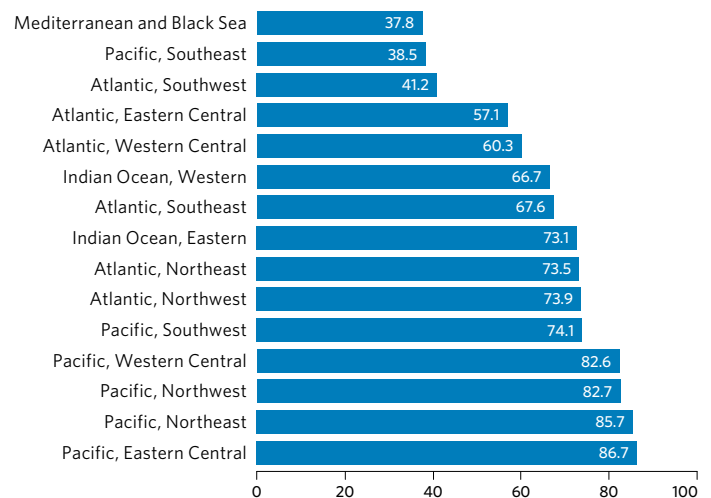 Mediterranean and Black Sea 37.8
Pacific, Southeast 38.5
Atlantic, Southwest 41.2
Atlantic, Eastern Central 57.1
Atlantic, Western Central 60.3
Indian Ocean, Western 66.7
Atlantic, Southeast 67.6
Indian Ocean, Eastern 73.1
Atlantic, Northeast 73.5
Atlantic, Northwest 73.9
Pacific, Southwest 74.1
Pacific, Western Central 82.6
Pacific, Northwest 82.7
Pacific, Northeast 85.7
Pacific, Eastern Central 86.7
0 20 40 60 80 100